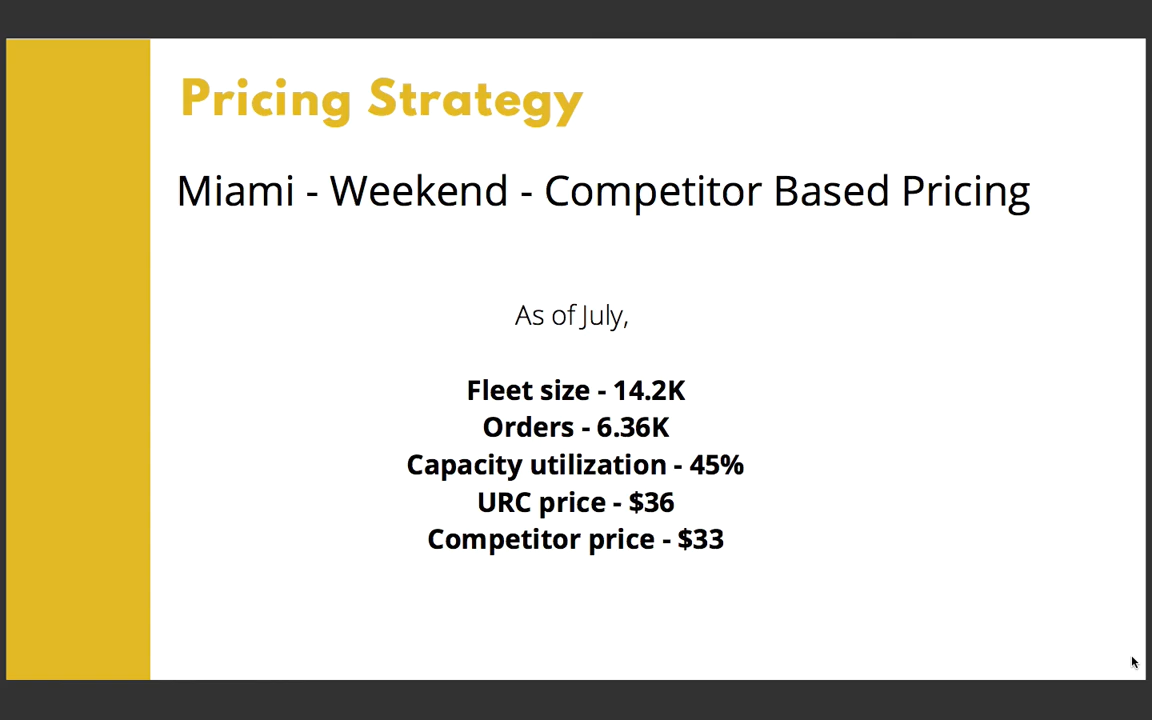 Pricing Strategy
Miami - Weekend - Competitor Based Pricing
As of July,
Fleet size - 14.2K
Orders - 6.36K
Capacity utilization - 45%
URC price - $36
Competitor price - $33